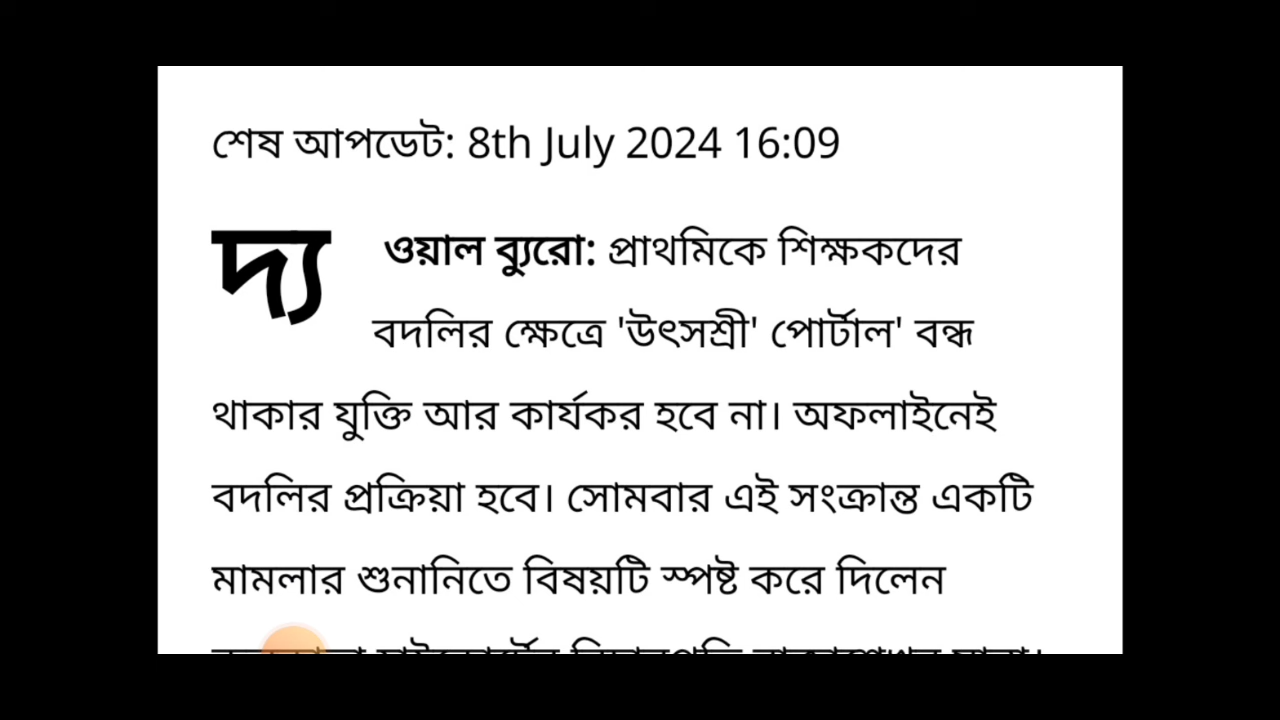 শেষ আপডেট: 8th July 2024 16:09
দ্য ওয়াল ব্যুরো: প্রাথমিকে শিক্ষকদের
বদলির ক্ষেত্রে 'উৎসশ্রী' পোর্টাল' বন্ধ
থাকার যুক্তি আর কার্যকর হবে না। অফলাইনেই
বদলির প্রক্রিয়া হবে। সোমবার এই সংক্রান্ত একটি
মামলার শুনানিতে বিষয়টি স্পষ্ট করে দিলেন